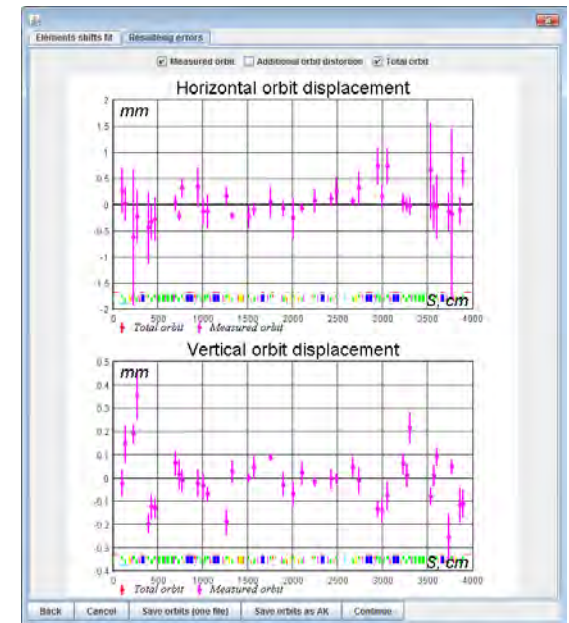 Elements shifts fit Resulting errors
Measured orbit Additional orbit distortion Total orbit
Horizontal orbit displacement
mm
2
1.5
1
0.5
0
-0.5
-1
-1.5
-2
S, cm
0 500 1000 1500 2000 2500 3000 3500 4000
Total orbit Measured orbit
Vertical orbit displacement
mm
0.5
0.4
0.3
0.2
0.1
0
-0.1
-0.2
-0.3
-0.4
S, cm
0 500 1000 1500 2000 2500 3000 3500 4000
Total orbit Measured orbit
Back Cancel Save orbits (one file) Save orbits as AK Continue